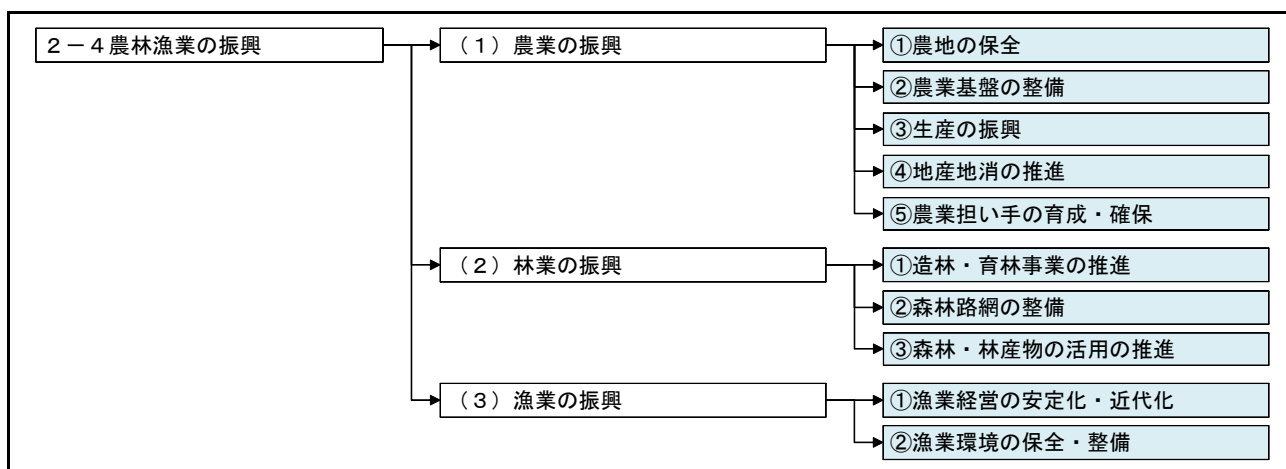 2－4農林漁業の振興
（1）農業の振興
①農地の保全
②農業基盤の整備
③生産の振興
④地産地消の推進
⑤農業担い手の育成・確保
（2）林業の振興
①造林・育林事業の推進
②森林路網の整備
③森林・林産物の活用の推進
（3）漁業の振興
①漁業経営の安定化・近代化
②漁業環境の保全・整備